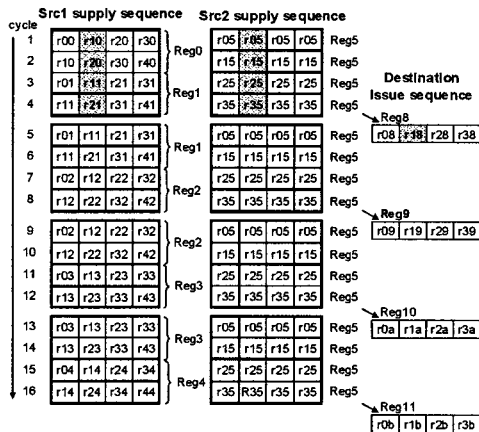 Src1 supply sequence Src2 supply sequence
cycle
1 r00 r10 r20 r30 Reg0 r05 r05 r05 r05 Reg5
2 r10 r20 r30 r40 r15 r15 r15 r15 Reg5
3 r01 r11 r21 r31 Reg1 r25 r25 r25 r25 Reg5
4 r11 r21 r31 r41 r35 r35 r35 r35 Reg5
Destination
Issue sequence
Reg8
r08 r18 r28 r38
5 r01 r11 r21 r31 Reg1 r05 r05 r05 r05 Reg5
6 r11 r21 r31 r41 r15 r15 r15 r15 Reg5
7 r02 r12 r22 r32 Reg2 r25 r25 r25 r25 Reg5
8 r12 r22 r32 r42 r35 r35 r35 r35 Reg5
Reg9
r09 r19 r29 r39
9 r02 r12 r22 r32 Reg2 r05 r05 r05 r05 Reg5
10 r12 r22 r32 r42 r15 r15 r15 r15 Reg5
11 r03 r13 r23 r33 Reg3 r25 r25 r25 r25 Reg5
12 r13 r23 r33 r43 r35 r35 r35 r35 Reg5
Reg10
r0a r1a r2a r3a
13 r03 r13 r23 r33 Reg3 r05 r05 r05 r05 Reg5
14 r13 r23 r33 r43 r15 r15 r15 r15 Reg5
15 r04 r14 r24 r34 Reg4 r25 r25 r25 r25 Reg5
16 r14 r24 r34 r44 r35 R35 r35 r35 Reg5
Reg11
r0b r1b r2b r3b